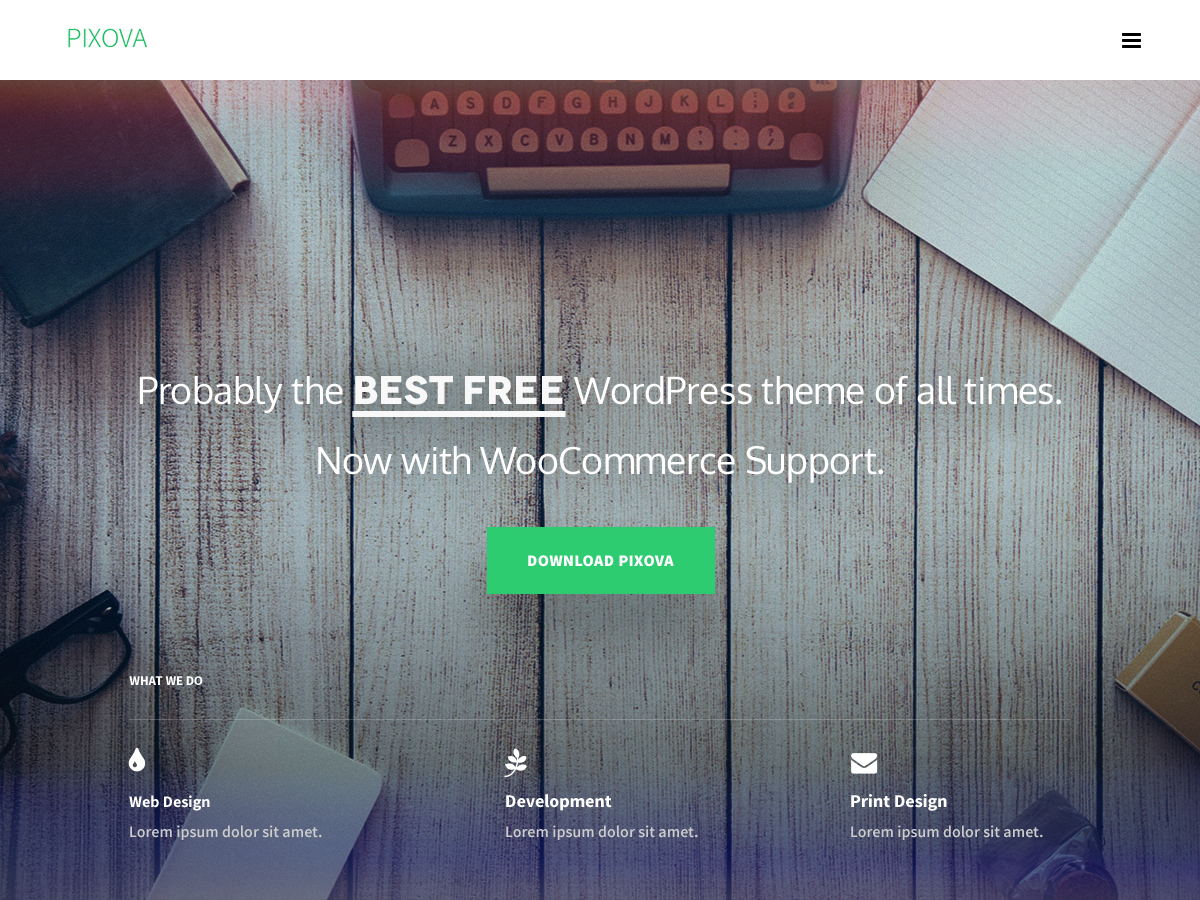 PIXOVA
A S D F G H J K L
Z X C V B N M
Probably the BEST FREE WordPress theme of all times.
Now with WooCommerce Support.
DOWNLOAD PIXOVA
WHAT WE DO
Web Design
Development
Print Design
Lorem ipsum dolor sit amet.
Lorem ipsum dolor sit amet.
Lorem ipsum dolor sit amet.